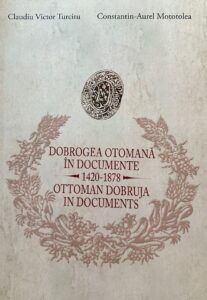 Claudiu Victor Turcitu Constantin-Aurel Mototolea
DOBROGEA OTOMANĂ
ÎN DOCUMENTE
1420-1878
OTTOMAN DOBRUJA
IN DOCUMENTS